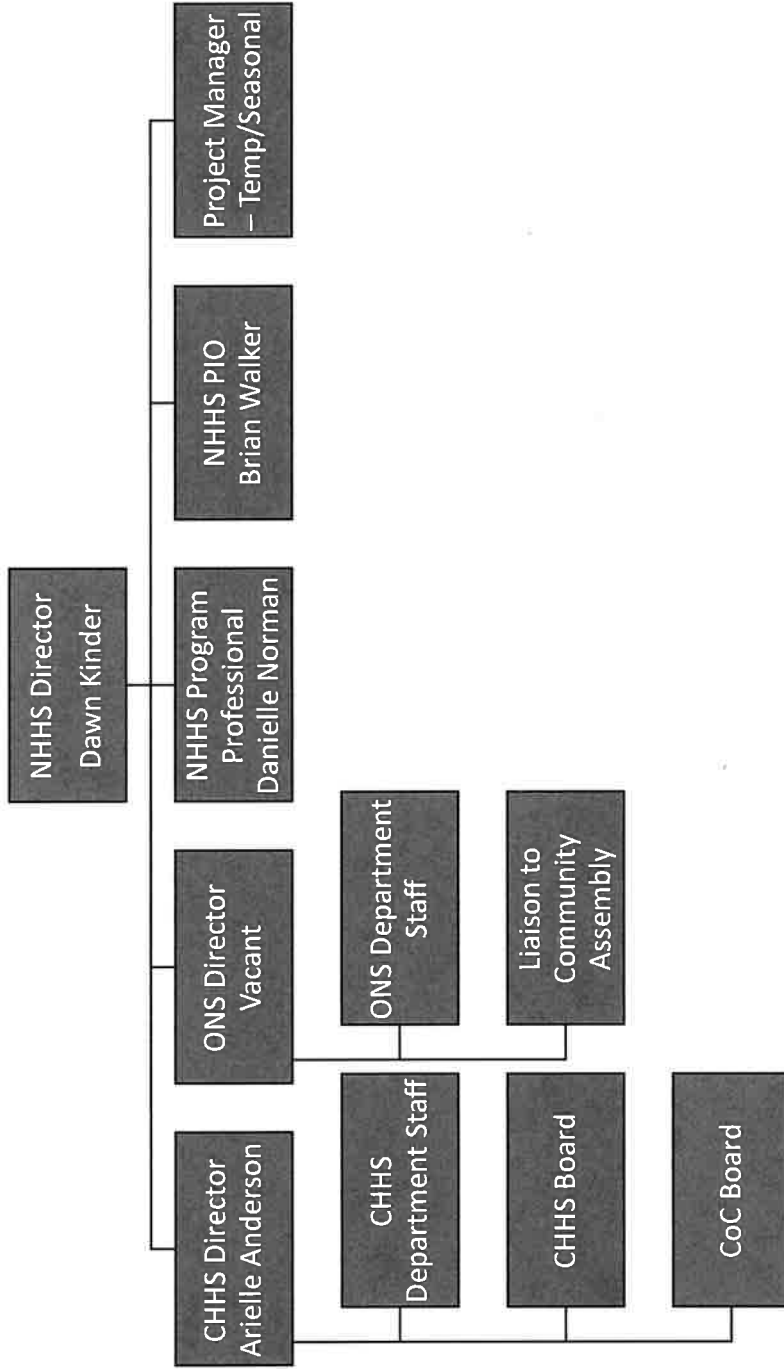 NHHS Director
Dawn Kinder
CHHS Director
Arielle Anderson
ONS Director
Vacant
NHHS Program
Professional
Danielle Norman
NHHS PIO
Brian Walker
Project Manager
– Temp/Seasonal
CHHS
Department Staff
CHHS Board
CoC Board
ONS Department
Staff
Liaison to
Community
Assembly